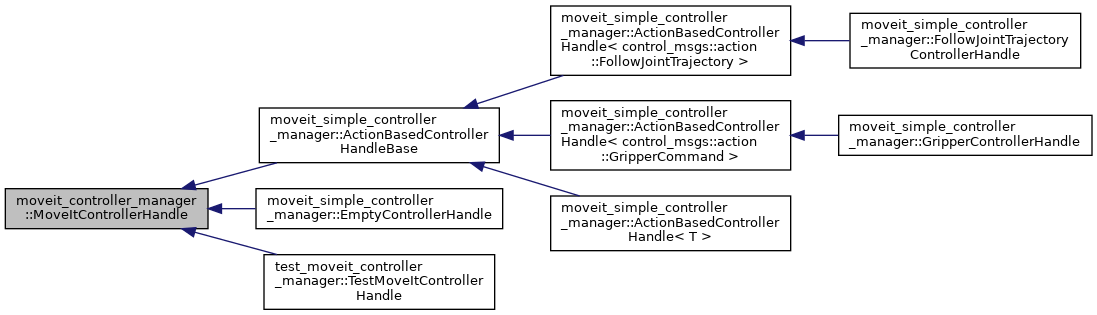 moveit_controller_manager
::MoveItControllerHandle
moveit_simple_controller
_manager::ActionBasedController
HandleBase
moveit_simple_controller
_manager::EmptyControllerHandle
test_moveit_controller
_manager::TestMoveItController
Handle
moveit_simple_controller
_manager::ActionBasedController
Handle< control_msgs::action
::FollowJointTrajectory >
moveit_simple_controller
_manager::ActionBasedController
Handle< control_msgs::action
::GripperCommand >
moveit_simple_controller
_manager::ActionBasedController
Handle< T >
moveit_simple_controller
_manager::FollowJointTrajectory
ControllerHandle
moveit_simple_controller
_manager::GripperControllerHandle